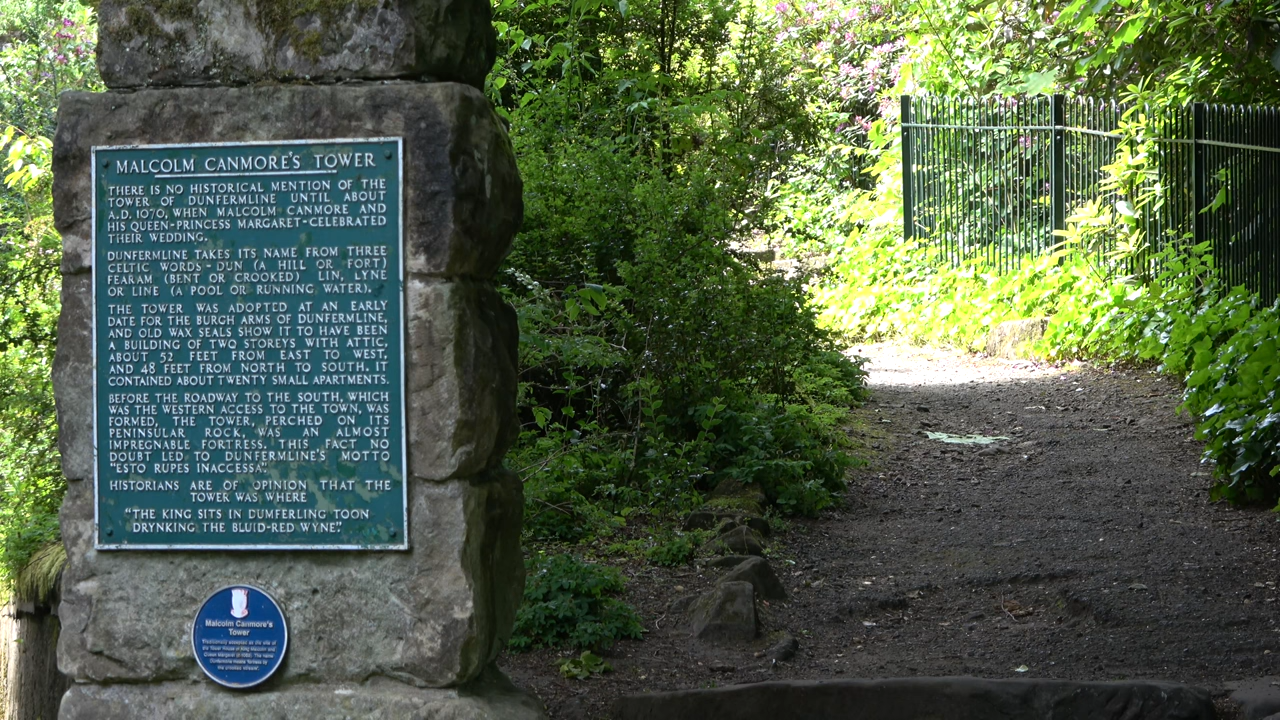 MALCOLM CANMORE'S TOWER
THERE IS NO HISTORICAL MENTION OF THE
TOWER OF DUNFERMLINE UNTIL ABOUT
A.D. 1070, WHEN MALCOLM CANMORE AND
HIS QUEEN-PRINCESS MARGARET-CELEBRATED
THEIR WEDDING.
DUNFERMLINE TAKES ITS NAME FROM THREE
CELTIC WORDS - DUN (A HILL OR FORT)
FEARAM (BENT OR CROOKED) LIN, LYNE
OR LINE (A POOL OR RUNNING WATER).
THE TOWER WAS ADOPTED AT AN EARLY
DATE FOR THE BURGH ARMS OF DUNFERMLINE,
AND OLD WAX SEALS SHOW IT TO HAVE BEEN
A BUILDING OF TWO STOREYS WITH ATTIC,
ABOUT 52 FEET FROM EAST TO WEST,
AND 48 FEET FROM NORTH TO SOUTH. IT
CONTAINED ABOUT TWENTY SMALL APARTMENTS.
BEFORE THE ROADWAY TO THE SOUTH, WHICH
WAS THE WESTERN ACCESS TO THE TOWN, WAS
FORMED, THE TOWER, PERCHED ON ITS
PENINSULAR ROCK, WAS AN ALMOST
IMPREGNABLE FORTRESS. THIS FACT NO
DOUBT LED TO DUNFERMLINE'S MOTTO
"ESTO RUPES INACCESSA".
HISTORIANS ARE OF OPINION THAT THE
TOWER WAS WHERE
"THE KING SITS IN DUMFERLING TOON
DRYNKING THE BLUID-RED WYNE".
Malcolm Canmore's
Tower